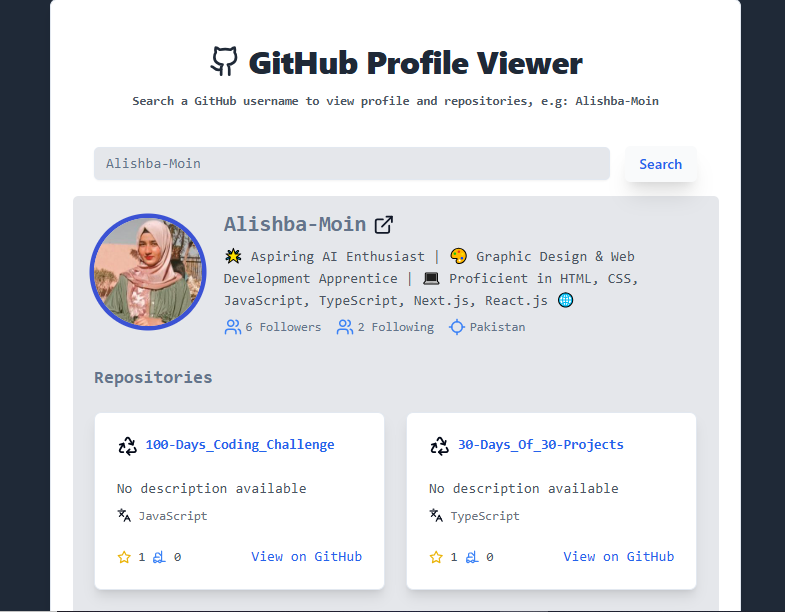 GitHub Profile Viewer
Search a GitHub username to view profile and repositories, e.g: Alishba-Moin
Alishba-Moin
Search
Alishba-Moin
🌟 Aspiring AI Enthusiast | 🎨 Graphic Design & Web
Development Apprentice | 💻 Proficient in HTML, CSS,
JavaScript, TypeScript, Next.js, React.js 🌐
6 Followers 2 Following Pakistan
Repositories
100-Days_Coding_Challenge
No description available
JavaScript
1 0 View on GitHub
30-Days_Of_30-Projects
No description available
TypeScript
1 0 View on GitHub